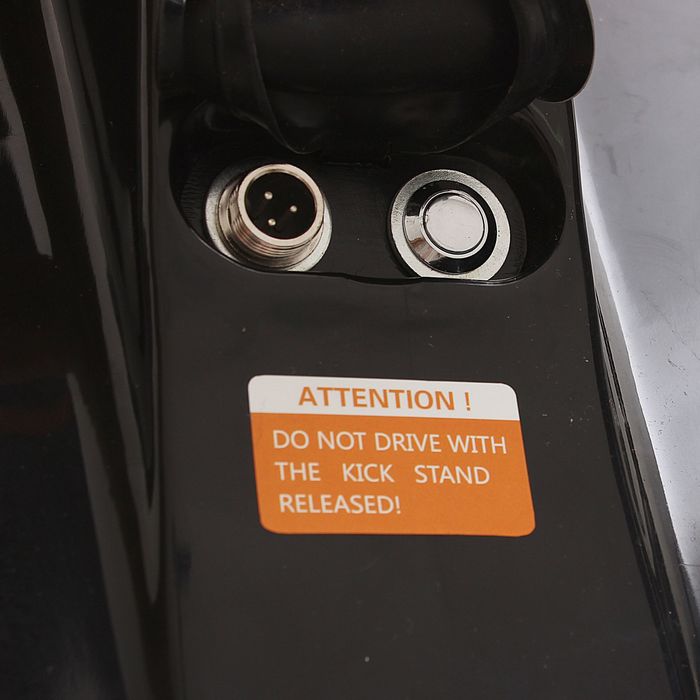 ATTENTION !
DO NOT DRIVE WITH
THE KICK STAND
RELEASED!